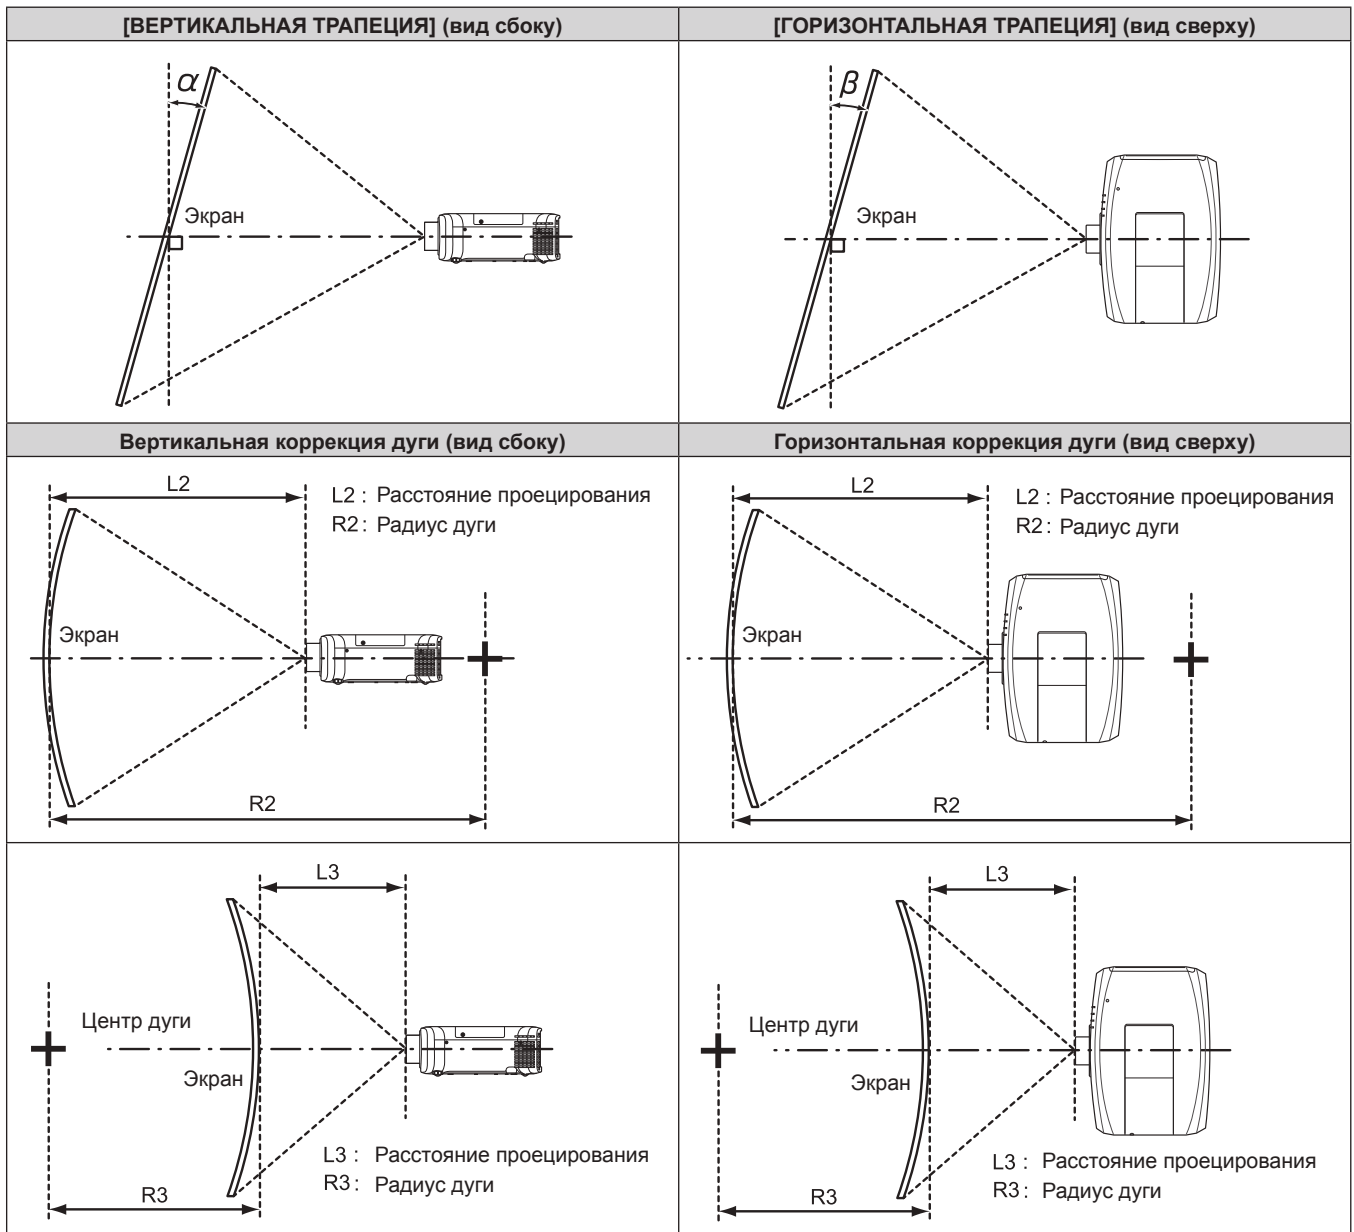 [ВЕРТИКАЛЬНАЯ ТРАПЕЦИЯ] (вид сбоку)
[ГОРИЗОНТАЛЬНАЯ ТРАПЕЦИЯ] (вид сверху)
α
Экран
β
Экран
Вертикальная коррекция дуги (вид сбоку)
Горизонтальная коррекция дуги (вид сверху)
L2
L2 : Расстояние проецирования
R2 : Радиус дуги
Экран
R2
L2
L2 : Расстояние проецирования
R2 : Радиус дуги
Экран
R2
L3
Центр дуги
Экран
L3 : Расстояние проецирования
R3 : Радиус дуги
R3
L3
Центр дуги
Экран
L3 : Расстояние проецирования
R3 : Радиус дуги
R3